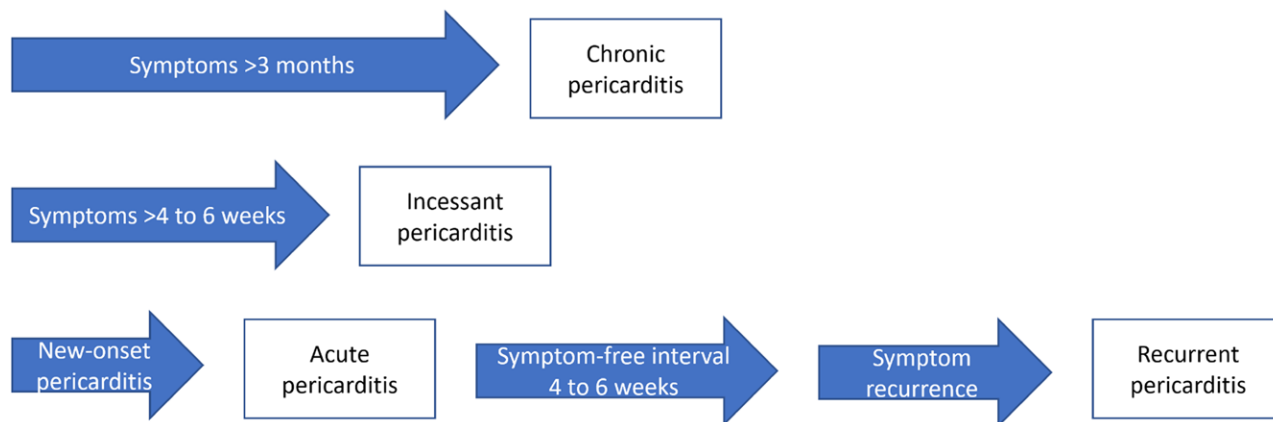 Symptoms >3 months
Chronic
pericarditis
Symptoms >4 to 6 weeks
Incessant
pericarditis
New-onset
pericarditis
Acute
pericarditis
Symptom-free interval
4 to 6 weeks
Symptom
recurrence
Recurrent
pericarditis